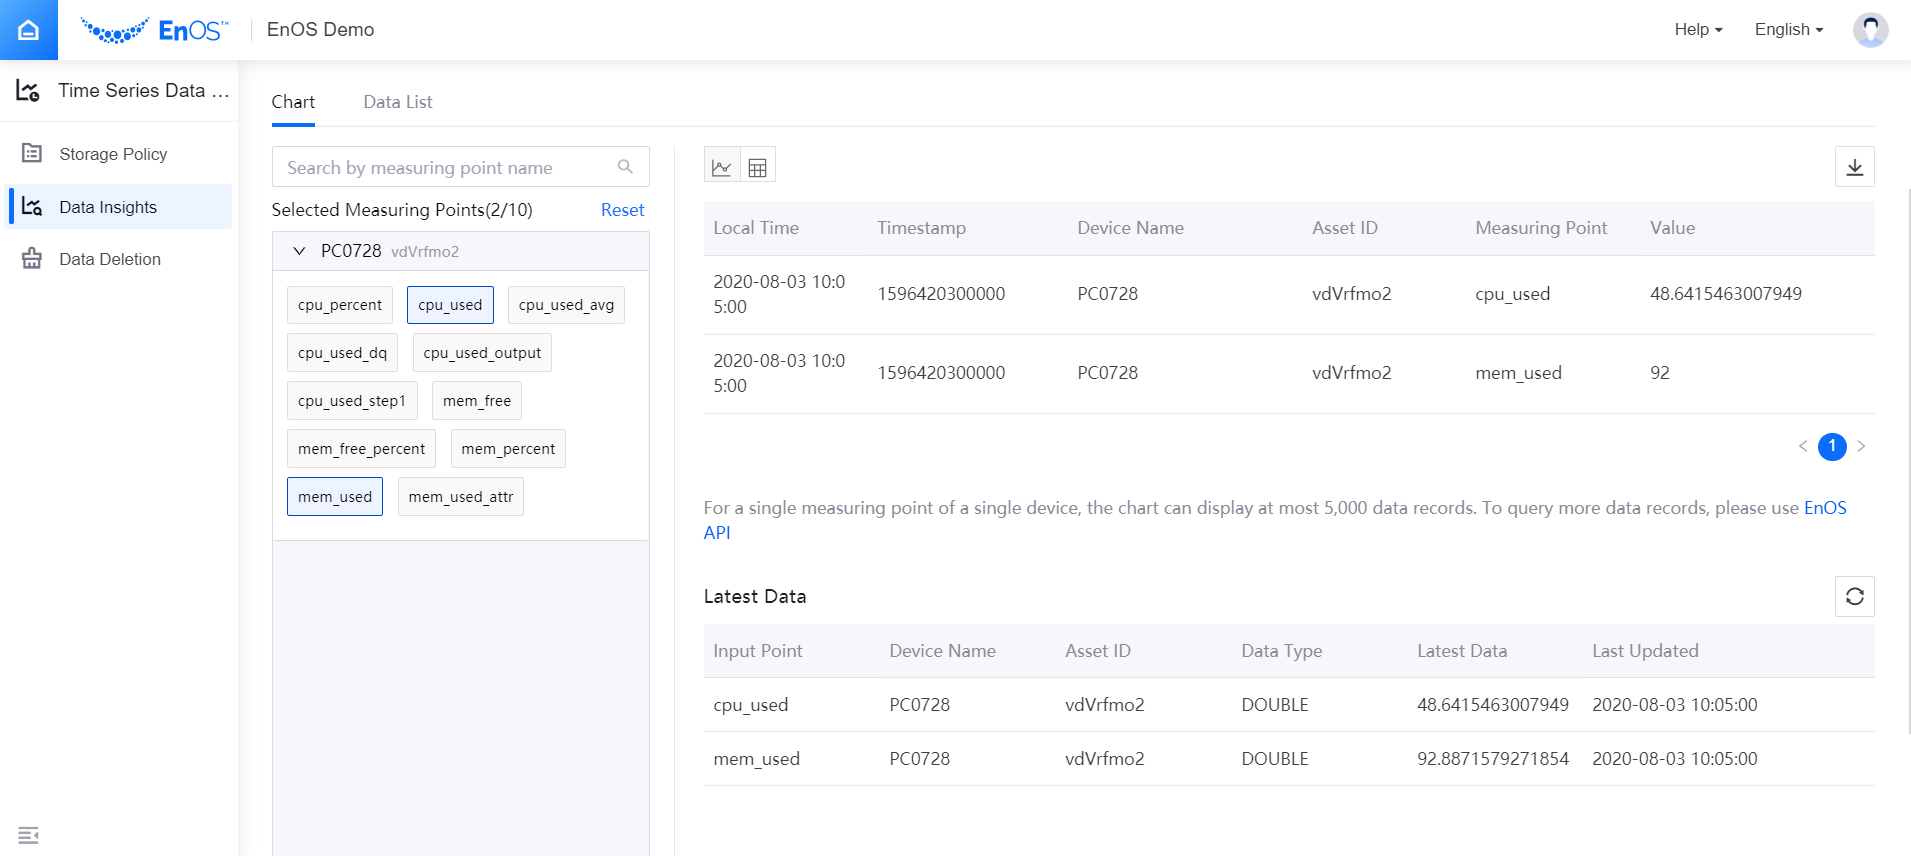 EnOS™ EnOS Demo Help English
Time Series Data ...
Storage Policy
Data Insights
Data Deletion
Chart Data List
Search by measuring point name
Selected Measuring Points(2/10) Reset
PC0728 vdVrfmo2
cpu_percent cpu_used cpu_used_avg
cpu_used_dq cpu_used_output
cpu_used_step1 mem_free
mem_free_percent mem_percent
mem_used mem_used_attr
Local Time Timestamp Device Name Asset ID Measuring Point Value
2020-08-03 10:0
5:00 1596420300000 PC0728 vdVrfmo2 cpu_used 48.6415463007949
2020-08-03 10:0
5:00 1596420300000 PC0728 vdVrfmo2 mem_used 92
< 1 >
For a single measuring point of a single device, the chart can display at most 5,000 data records. To query more data records, please use EnOS
API
Latest Data
Input Point Device Name Asset ID Data Type Latest Data Last Updated
cpu_used PC0728 vdVrfmo2 DOUBLE 48.6415463007949 2020-08-03 10:05:00
mem_used PC0728 vdVrfmo2 DOUBLE 92.8871579271854 2020-08-03 10:05:00